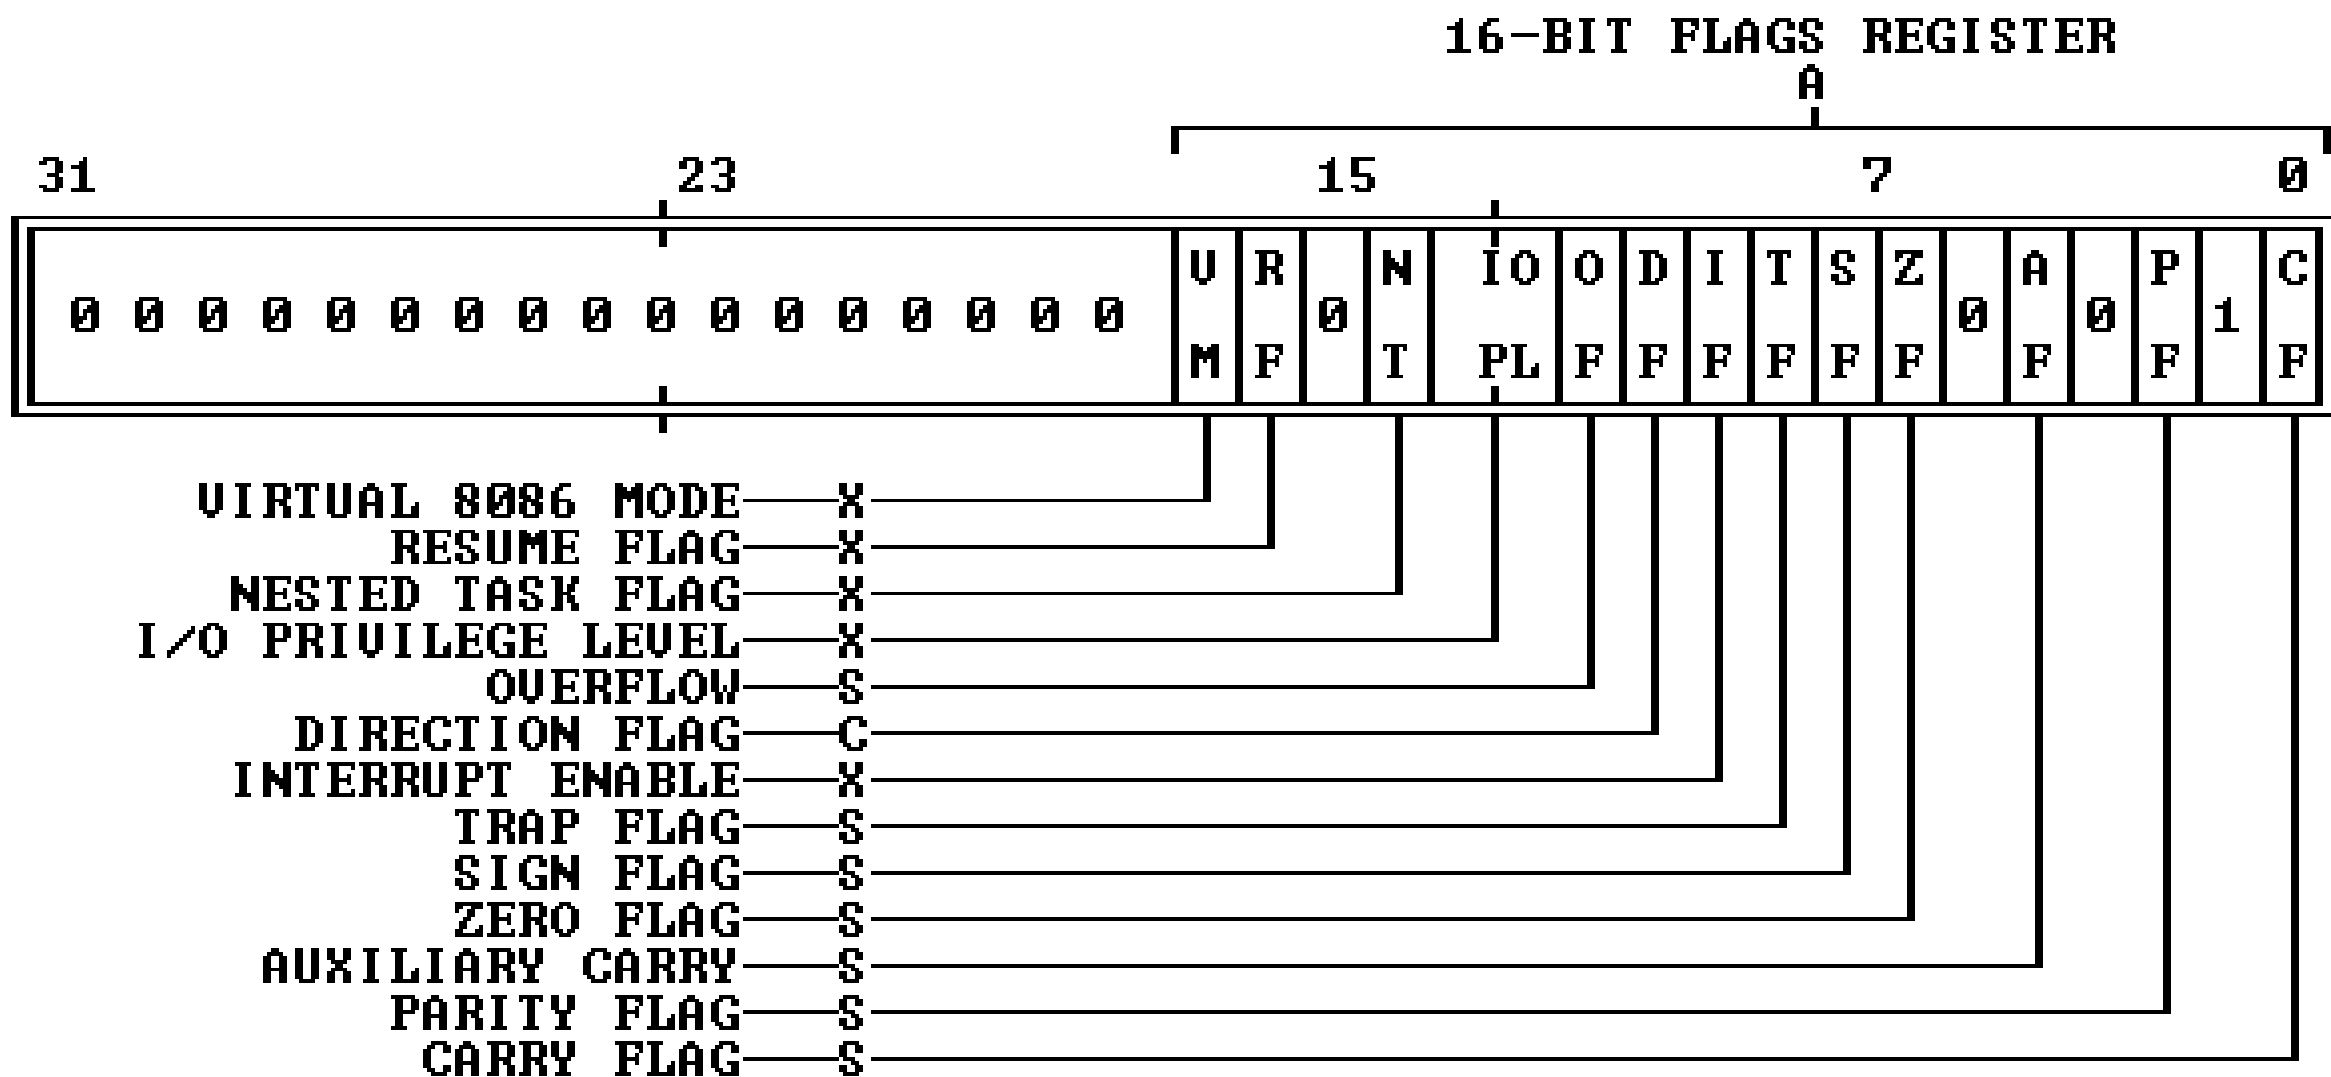 16-BIT FLAGS REGISTER
A
31 23 15 7 0
V R N IO O D I T S Z A P C
0 0 0 0 0 0 0 0 0 0 0 0 0 0 0 0 0 0 0 0 1
M F T PL F F F F F F F F F
VIRTUAL 8086 MODE X
RESUME FLAG X
NESTED TASK FLAG X
I/O PRIVILEGE LEVEL X
OVERFLOW S
DIRECTION FLAG C
INTERRUPT ENABLE X
TRAP FLAG S
SIGN FLAG S
ZERO FLAG S
AUXILIARY CARRY S
PARITY FLAG S
CARRY FLAG S